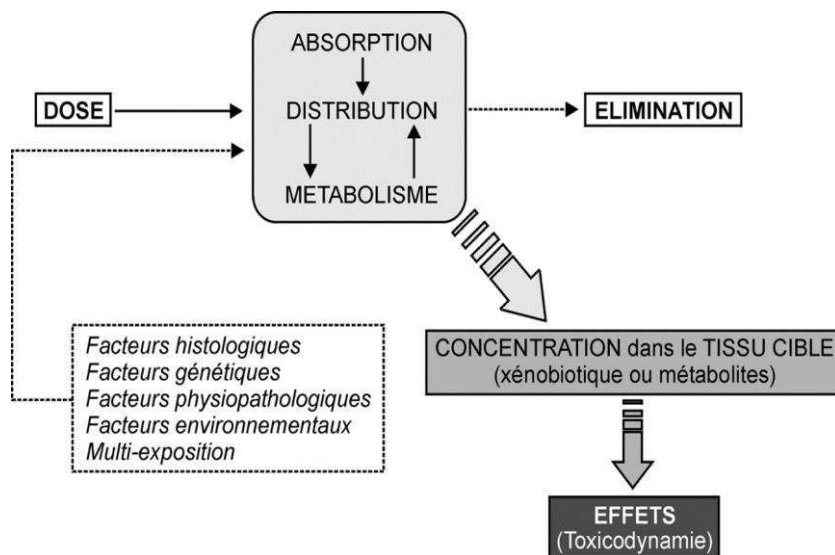 ABSORPTION
DOSE
DISTRIBUTION
ELIMINATION
METABOLISME
Facteurs histologiques
Facteurs génétiques
Facteurs physiopathologiques
Facteurs environnementaux
Multi-exposition
CONCENTRATION dans le TISSU CIBLE
(xénobiotique ou métabolites)
EFFETS
(Toxicodynamie)